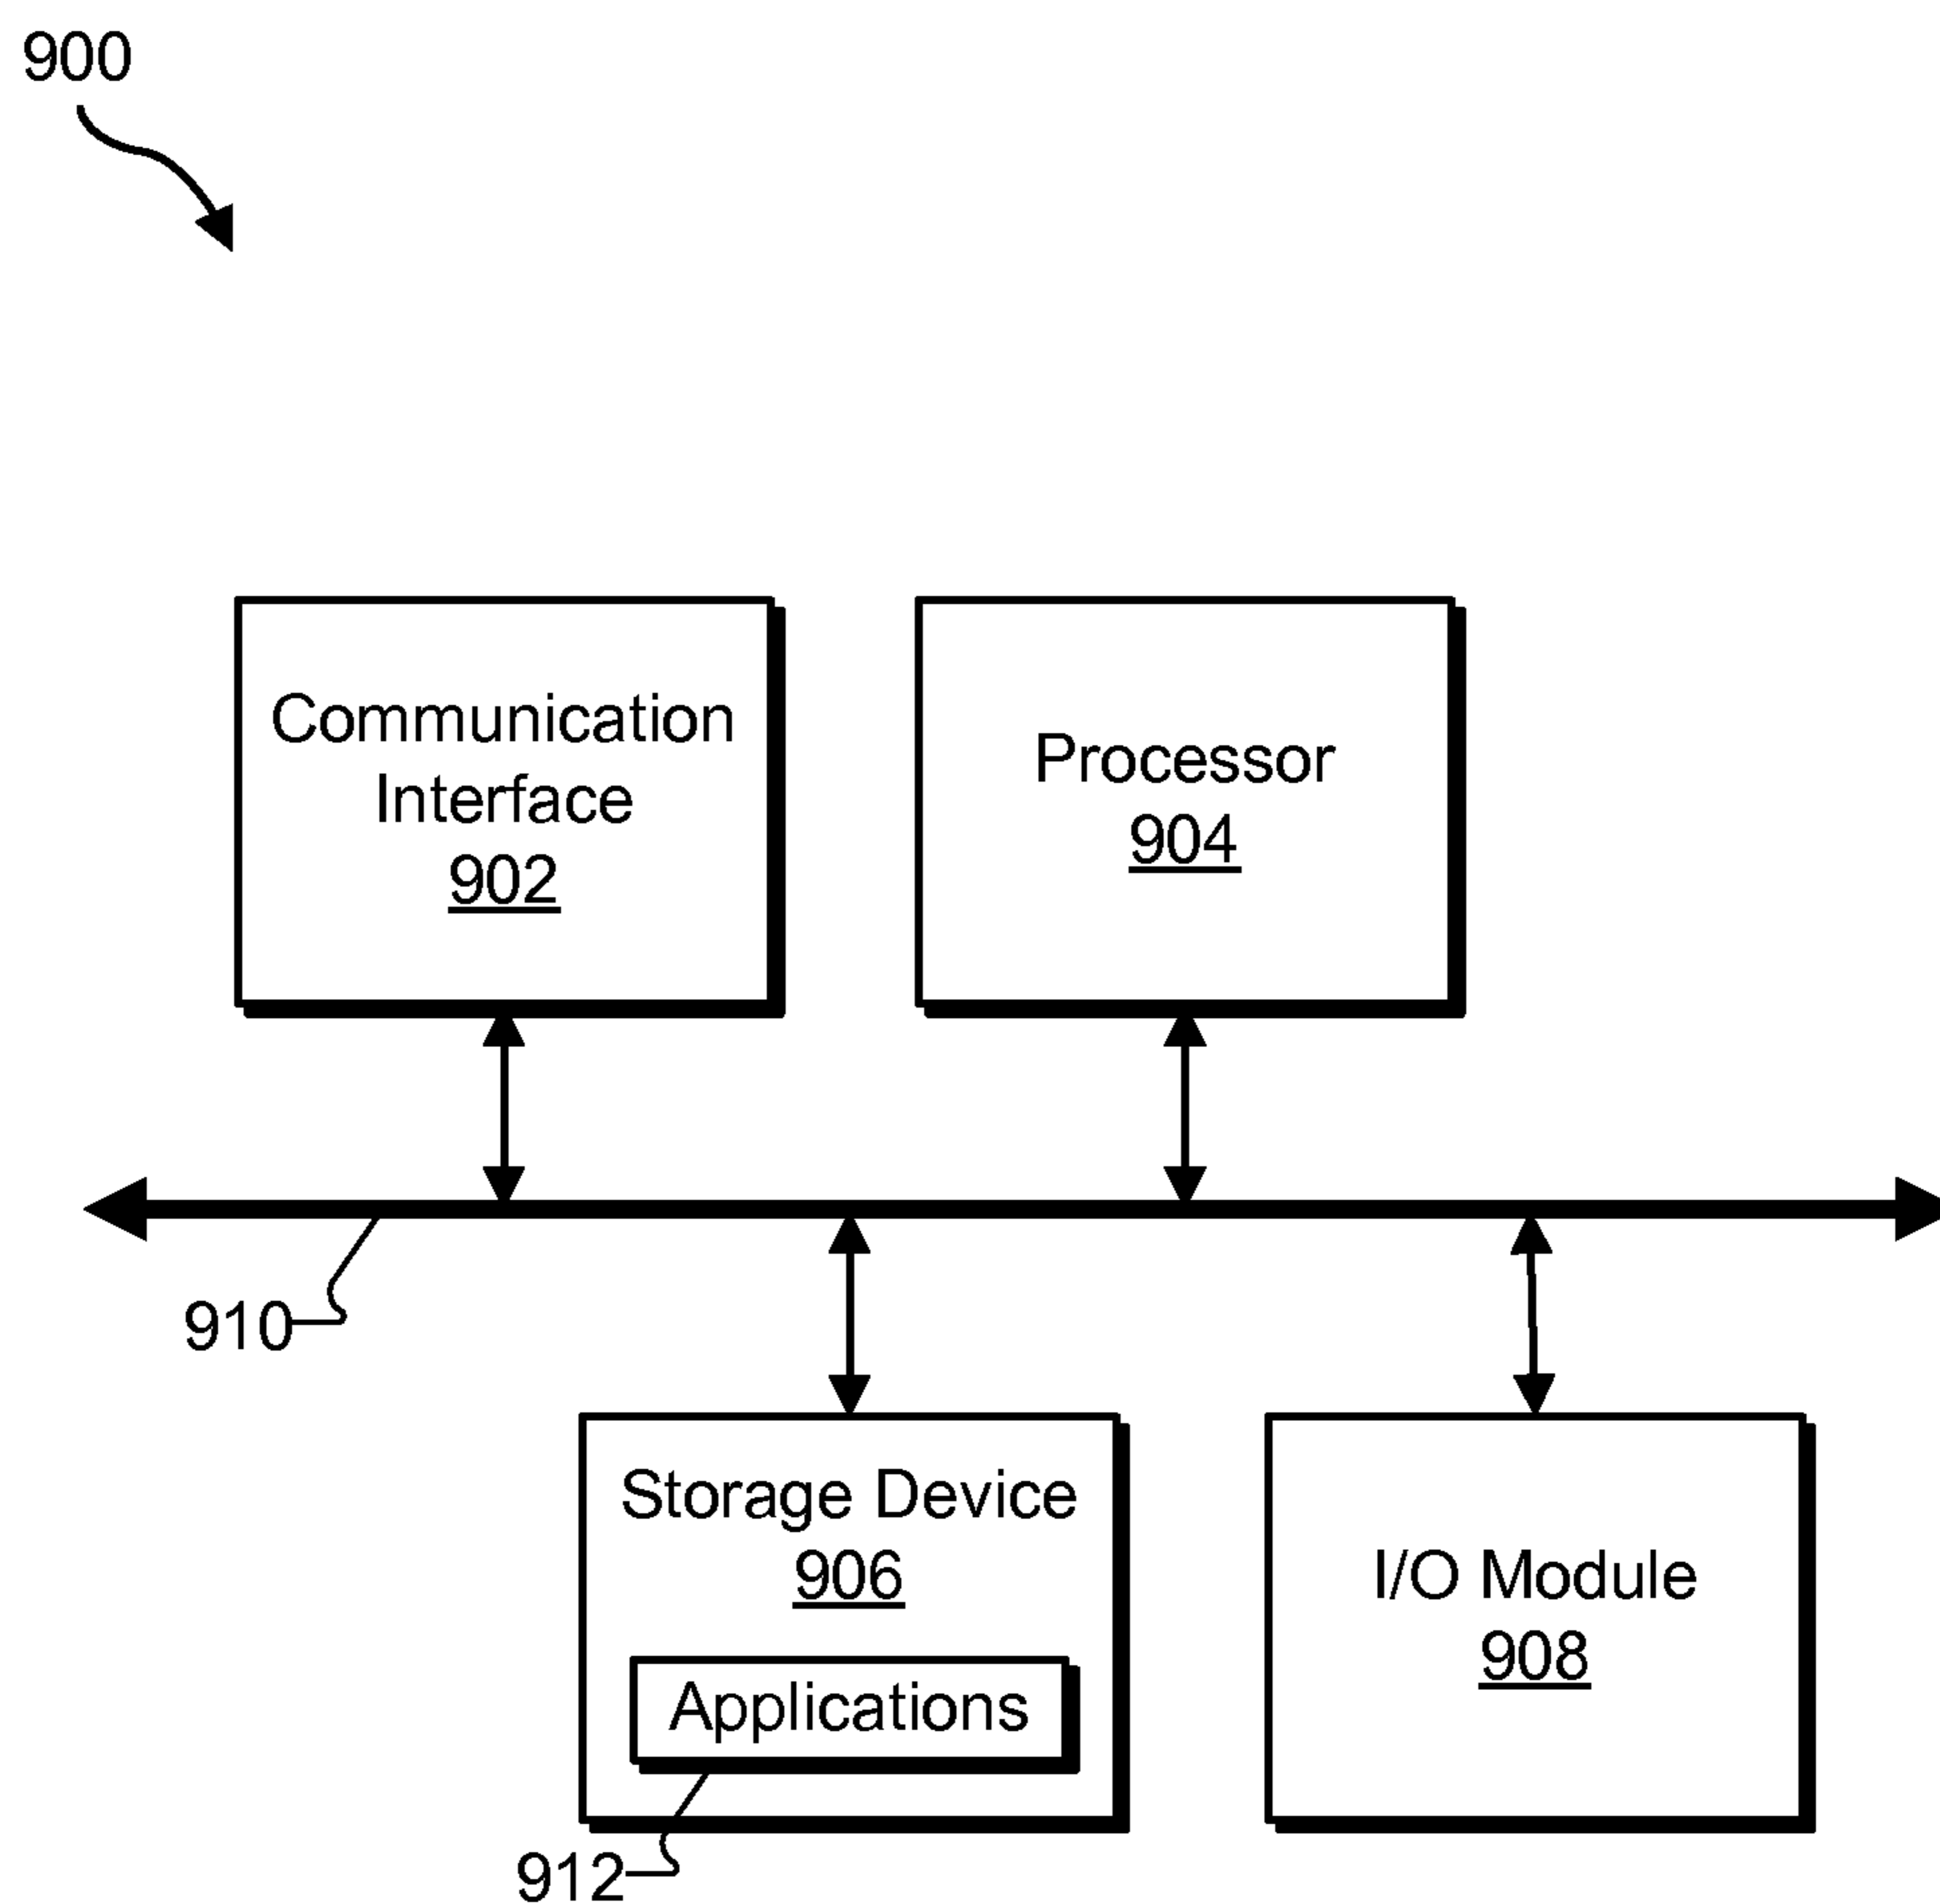 900
Communication
Interface
902
Processor
904
910
Storage Device
906
Applications
912
I/O Module
908